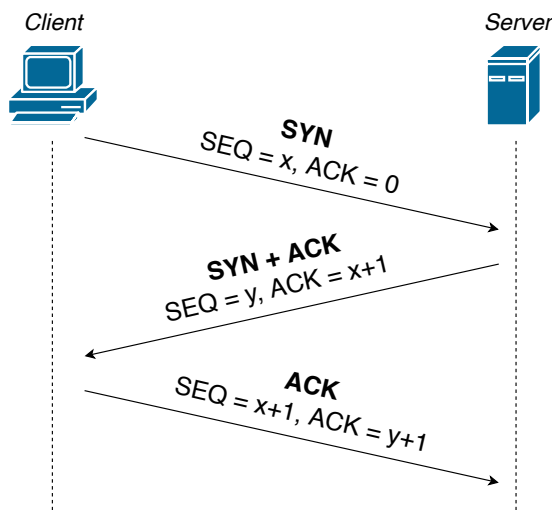 Client
Server
SYN
SEQ = x, ACK = 0
SYN + ACK
SEQ = y, ACK = x+1
ACK
SEQ = x+1, ACK = y+1